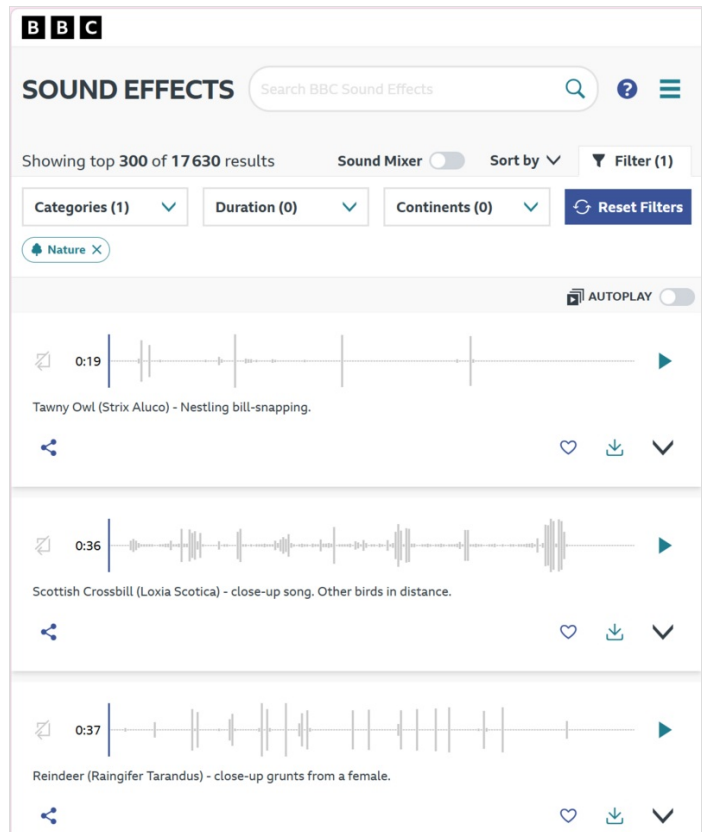 BBC
SOUND EFFECTS
Search BBC Sound Effects
?
Showing top 300 of 17630 results
Sound Mixer
Sort by
Filter (1)
Categories (1)
Duration (0)
Continents (0)
Reset Filters
Nature
AUTOPLAY
0:19
Tawny Owl (Strix Aluco) - Nestling bill-snapping.
0:36
Scottish Crossbill (Loxia Scotica) - close-up song. Other birds in distance.
0:37
Reindeer (Raingifer Tarandus) - close-up grunts from a female.